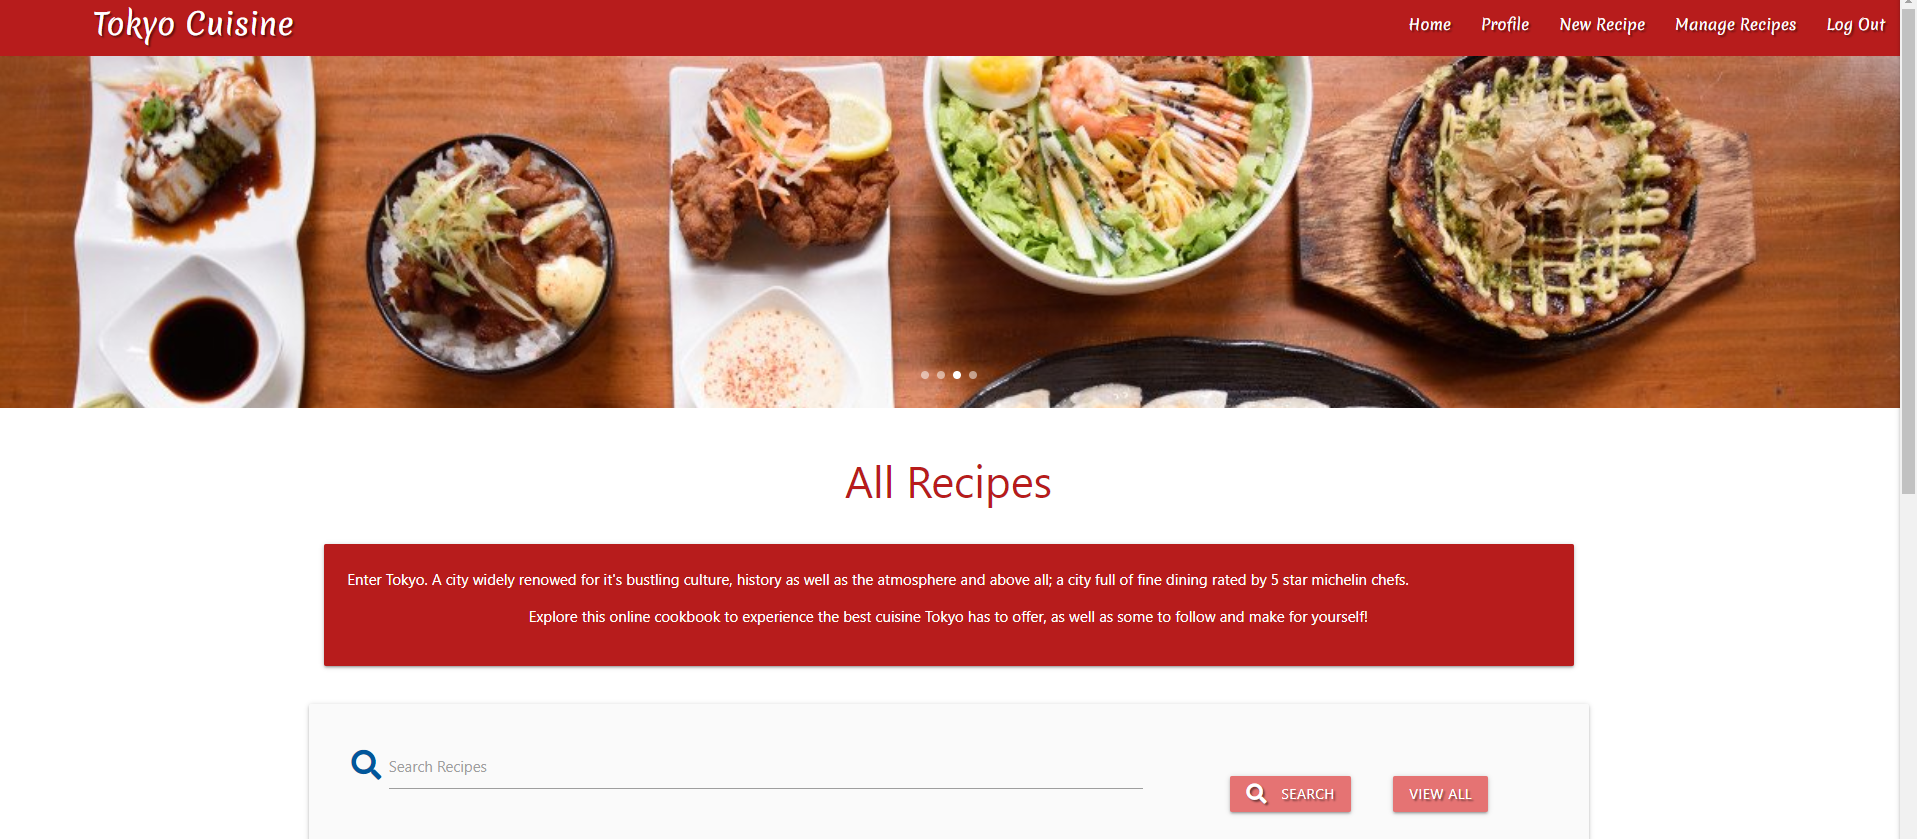 Tokyo Cuisine
Home Profile New Recipe Manage Recipes Log Out
All Recipes
Enter Tokyo. A city widely renowed for it's bustling culture, history as well as the atmosphere and above all; a city full of fine dining rated by 5 star michelin chefs.
Explore this online cookbook to experience the best cuisine Tokyo has to offer, as well as some to follow and make for yourself!
Search Recipes
SEARCH VIEW ALL